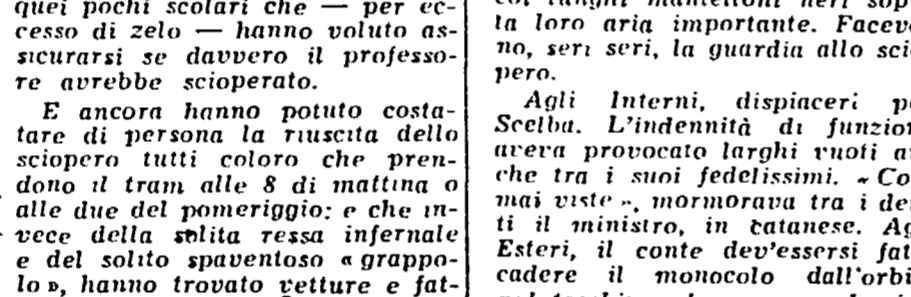 quei pochi scolari che — per ec-
cesso di zelo — hanno voluto as-
sicurarsi se davvero il professo-
re avrebbe scioperato.
E ancora hanno potuto costa-
tare di persona la riuscita dello
sciopero tutti coloro che pren-
dono il tram alle 8 di mattina o
alle due del pomeriggio: e che in-
vece della solita ressa infernale
e del solito spaventoso « grappo-
lo », hanno trovato vetture e fat-
la loro aria importante. Facev
no, seri seri, la guardia allo sci
pero.
Agli Interni, dispiaceri p
Scelba. L'indennità di funzio
aveva provocato larghi vuoti a
che tra i suoi fedelissimi. « Co
mai viste », mormorava tra i de
ti il ministro, in catanese. Ag
Esteri, il conte dev'essersi fat
cadere il monocolo dall'orbi